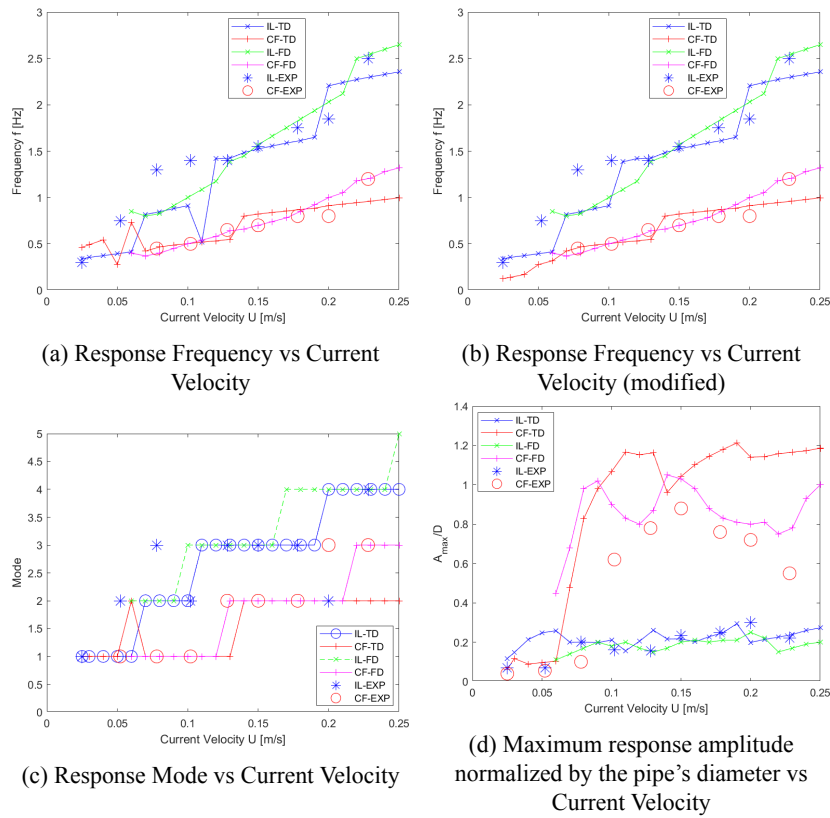 3
2.5
2
1.5
1
0.5
0
Frequency f [Hz]
0 0.05 0.1 0.15 0.2 0.25
Current Velocity U [m/s]
IL-TD
CF-TD
IL-FD
CF-FD
IL-EXP
CF-EXP
(a) Response Frequency vs Current
Velocity
3
2.5
2
1.5
1
0.5
0
Frequency f [Hz]
0 0.05 0.1 0.15 0.2 0.25
Current Velocity U [m/s]
IL-TD
CF-TD
IL-FD
CF-FD
IL-EXP
CF-EXP
(b) Response Frequency vs Current
Velocity (modified)
5
4.5
4
3.5
3
2.5
2
1.5
1
0.5
0
Mode
0 0.05 0.1 0.15 0.2 0.25
Current Velocity U [m/s]
IL-TD
CF-TD
IL-FD
CF-FD
IL-EXP
CF-EXP
(c) Response Mode vs Current Velocity
1.4
1.2
1
0.8
0.6
0.4
0.2
0
A_max/D
0 0.05 0.1 0.15 0.2 0.25
Current Velocity U [m/s]
IL-TD
CF-TD
IL-FD
CF-FD
IL-EXP
CF-EXP
(d) Maximum response amplitude
normalized by the pipe's diameter vs
Current Velocity